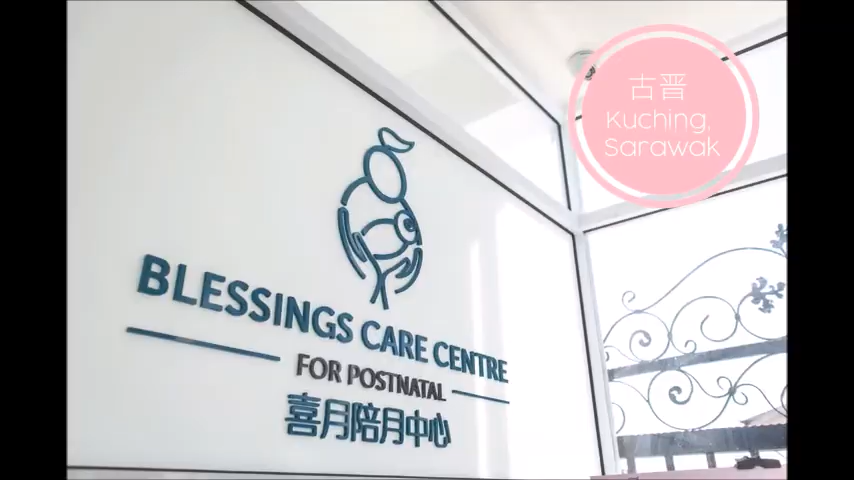 古晋
Kuching,
Sarawak
BLESSINGS CARE CENTRE
FOR POSTNATAL
喜月陪月中心